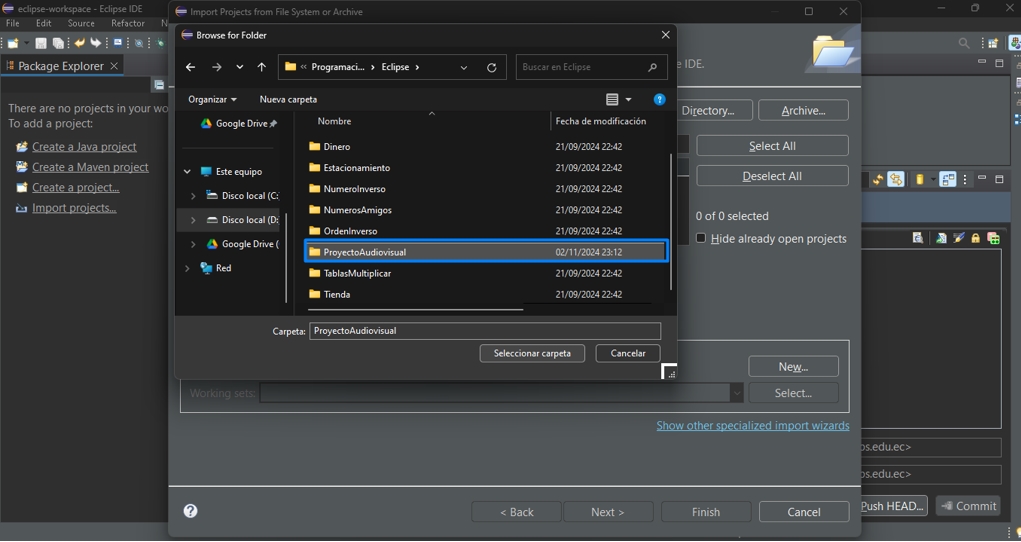 eclipse-workspace - Eclipse IDE
File Edit Source Refactor N
Package Explorer
There are no projects in your wo
To add a project:
Create a Java project
Create a Maven project
Create a project...
Import projects...
Import Projects from File System or Archive
e IDE.
Directory... Archive...
Select All
Deselect All
0 of 0 selected
Hide already open projects
New...
Working sets: Select...
Show other specialized import wizards
< Back Next > Finish Cancel
Browse for Folder
« Programaci... > Eclipse >
Buscar en Eclipse
Organizar Nueva carpeta
Google Drive
Este equipo
Disco local (C:
Disco local (D:
Google Drive (
Red
Nombre Fecha de modificación
Dinero 21/09/2024 22:42
Estacionamiento 21/09/2024 22:42
NumeroInverso 21/09/2024 22:42
NumerosAmigos 21/09/2024 22:42
OrdenInverso 21/09/2024 22:42
ProyectoAudiovisual 02/11/2024 23:12
TablasMultiplicar 21/09/2024 22:42
Tienda 21/09/2024 22:42
Carpeta: ProyectoAudiovisual
Seleccionar carpeta Cancelar
ps.edu.ec>
ps.edu.ec>
Push HEAD... Commit